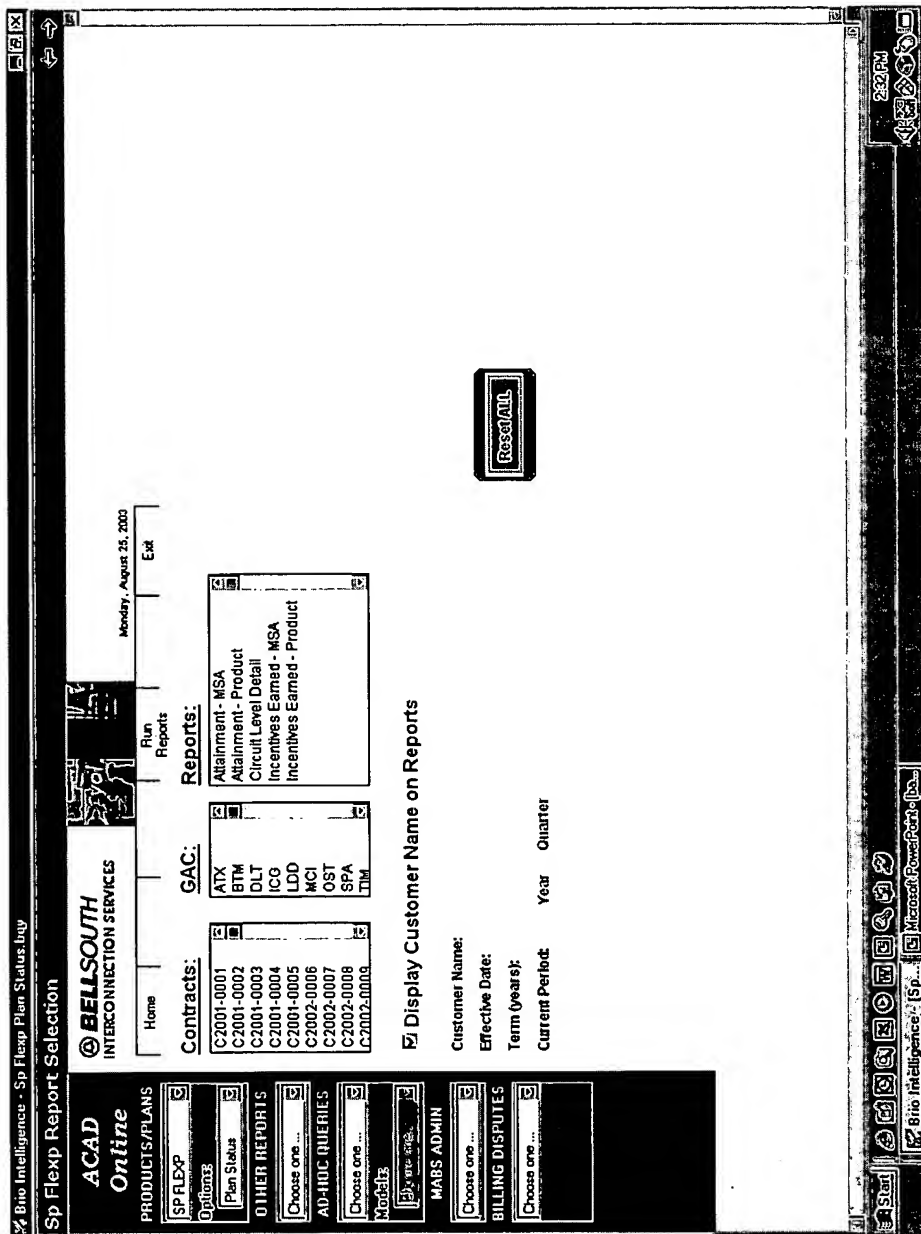 Brio Intelligence - Sp Flexp Plan Status.bqy
Sp Flexp Report Selection
ACAD
Online
PRODUCTS/PLANS
SP FLEXP
Options
Plan Status
OTHER REPORTS
Choose one ...
AD-HOC QUERIES
Choose one ...
Models
MABS ADMIN
Choose one ...
BILLING DISPUTES
Choose one ...
BELLSOUTH
INTERCONNECTION SERVICES
Monday, August 25, 2003
Home
Run
Reports
Exit
Contracts:
C2001-0001
C2001-0002
C2001-0003
C2001-0004
C2001-0005
C2002-0006
C2002-0007
C2002-0008
C2002-0009
GAC:
ATX
BTM
DLT
ICG
LDD
MCI
OST
SPA
TIM
Reports:
Attainment - MSA
Attainment - Product
Circuit Level Detail
Incentives Earned - MSA
Incentives Earned - Product
Display Customer Name on Reports
Customer Name:
Effective Date:
Term (years):
Current Period: Year Quarter
Reset ALL
Start
Brio Intelligence - [Sp...
Microsoft PowerPoint - [ba...
2:32 PM